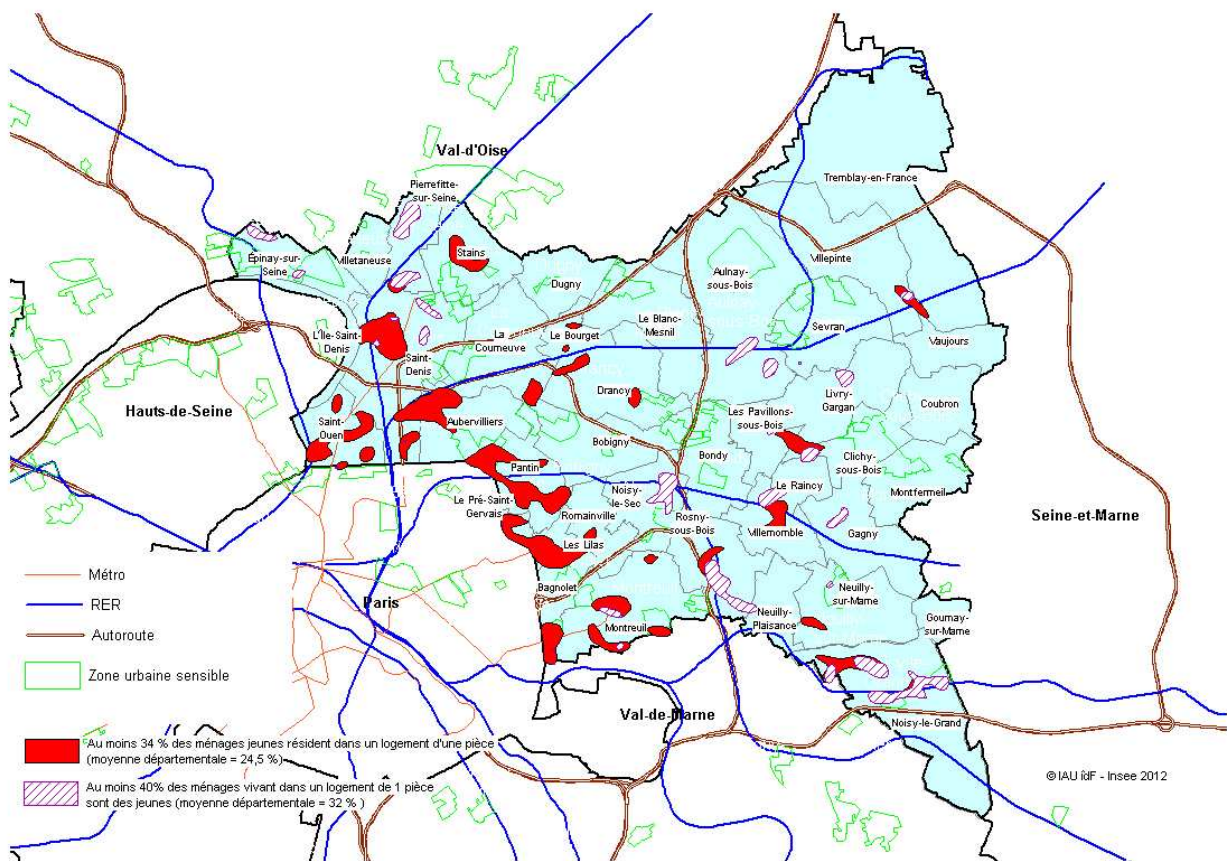 Val-d'Oise
Pierrefitte-
sur-Seine
Tremblay-en-France
Épinay-sur-
Seine
Villetaneuse
Stains
Dugny
Aulnay-
sous-Bois
Villepinte
L'Île-Saint-
Denis
Saint-
Denis
La
Courneuve
Le Bourget
Le Blanc-
Mesnil
Sevran
Vaujours
Hauts-de-Seine
Saint-
Ouen
Aubervilliers
Drancy
Bobigny
Les Pavillons-
sous-Bois
Livry-
Gargan
Coubron
Pantin
Bondy
Clichy-
sous-Bois
Le Pré-Saint-
Gervais
Noisy-
le-Sec
Le Raincy
Montfermeil
Romainville
Rosny-
sous-Bois
Villemomble
Gagny
Seine-et-Marne
Les Lilas
Bagnolet
Paris
Montreuil
Neuilly-
sur-Marne
Neuilly-
Plaisance
Gournay-
sur-Marne
Val-de-Marne
Noisy-le-Grand
Métro
RER
Autoroute
Zone urbaine sensible
Au moins 34 % des ménages jeunes résident dans un logement d'une pièce
(moyenne départementale = 24,5 %)
Au moins 40% des ménages vivant dans un logement de 1 pièce
sont des jeunes (moyenne départementale = 32 % )
© IAU îdF - Insee 2012